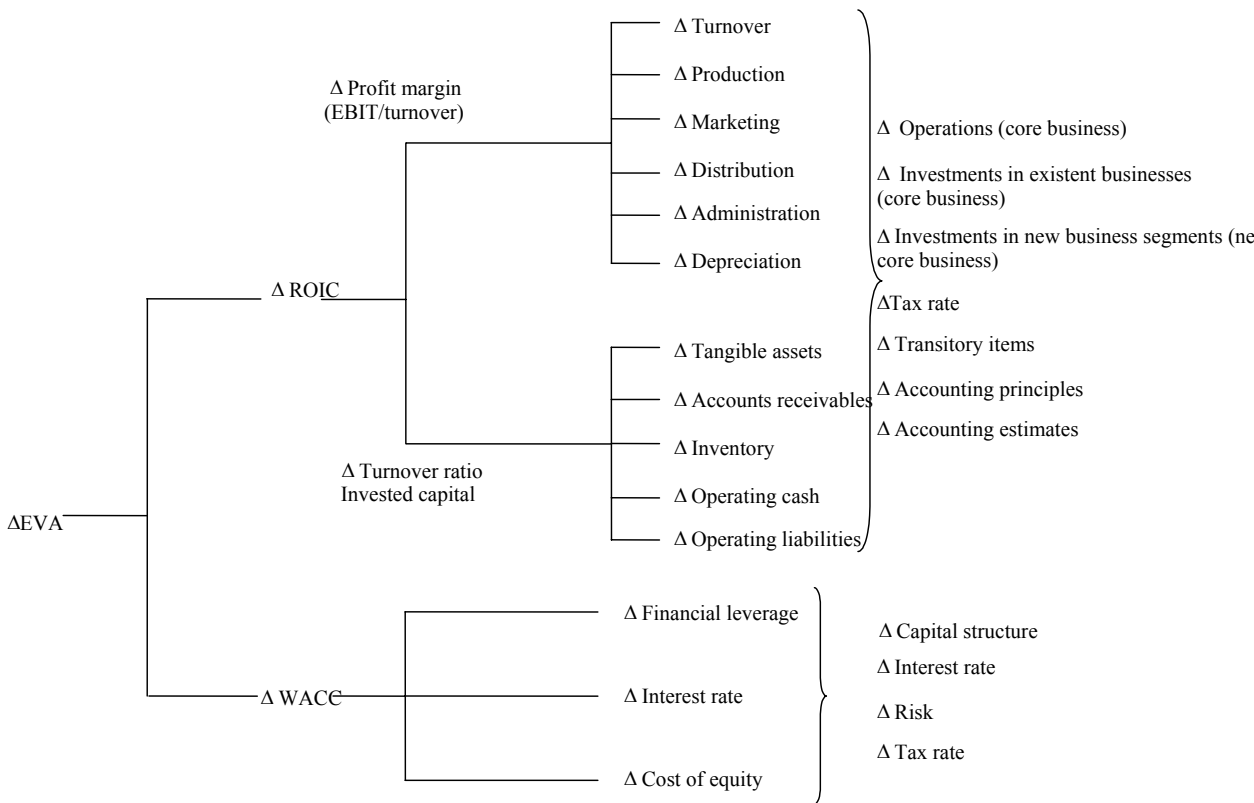 Δ Turnover
Δ Production
Δ Profit margin
(EBIT/turnover)
Δ Marketing
Δ Distribution
Δ Administration
Δ Depreciation
Δ Operations (core business)
Δ Investments in existent businesses
(core business)
Δ Investments in new business segments (ne
core business)
ΔTax rate
Δ Transitory items
Δ Accounting principles
Δ Accounting estimates
Δ ROIC
Δ Tangible assets
Δ Accounts receivables
Δ Inventory
Δ Operating cash
Δ Operating liabilities
Δ Turnover ratio
Invested capital
ΔEVA
Δ WACC
Δ Financial leverage
Δ Interest rate
Δ Cost of equity
Δ Capital structure
Δ Interest rate
Δ Risk
Δ Tax rate